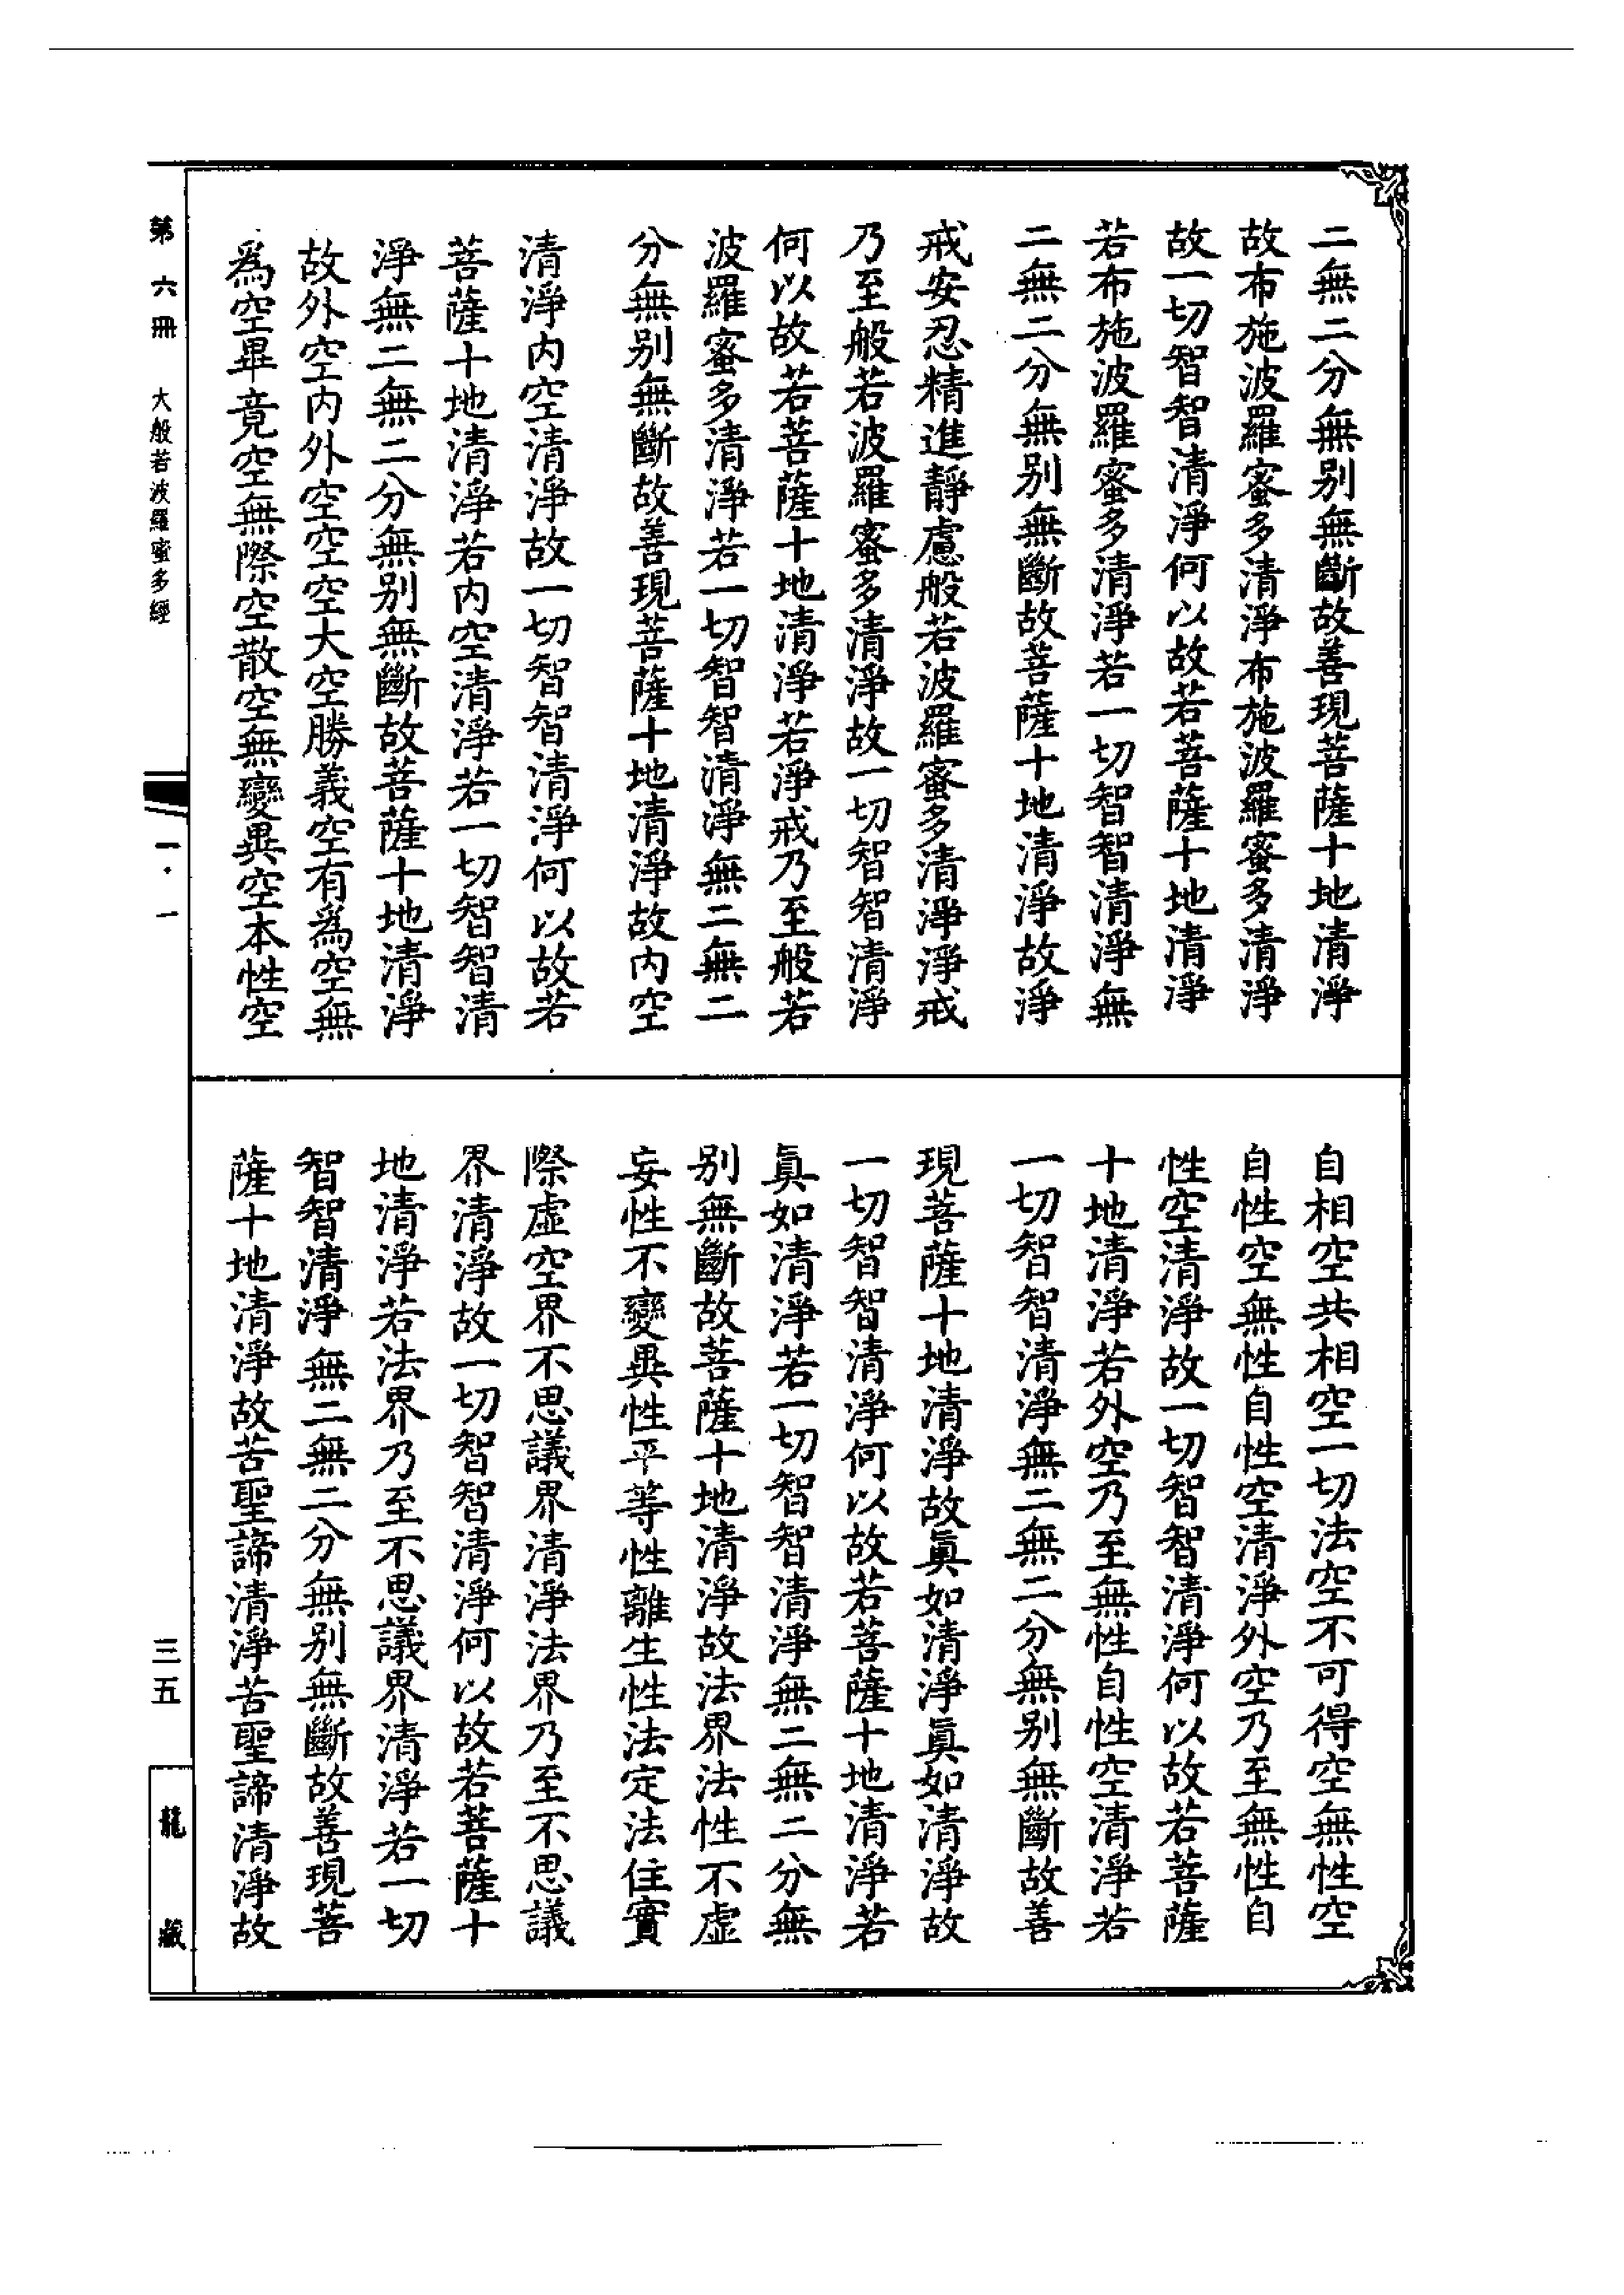 二無二分無別無斷故善現菩薩十地清淨
故布施波羅蜜多清淨布施波羅蜜多清淨
故一切智智清淨何以故若菩薩十地清淨
若布施波羅蜜多清淨若一切智智清淨無
二無二分無別無斷故菩薩十地清淨故淨
戒安忍精進靜慮般若波羅蜜多清淨淨戒
乃至般若波羅蜜多清淨故一切智智清淨
何以故若菩薩十地清淨若淨戒乃至般若
波羅蜜多清淨若一切智智清淨無二無二
分無別無斷故善現菩薩十地清淨故內空
清淨內空清淨故一切智智清淨何以故若
菩薩十地清淨若內空清淨若一切智智清
淨無二無二分無別無斷故菩薩十地清淨
故外空內外空空空大空勝義空有為空無
為空畢竟空無際空散空無變異空本性空
自相空共相空一切法空不可得空無性空
自性空無性自性空清淨外空乃至無性自
性空清淨故一切智智清淨何以故若菩薩
十地清淨若外空乃至無性自性空清淨若
一切智智清淨無二無二分無別無斷故善
現菩薩十地清淨故眞如清淨眞如清淨故
一切智智清淨何以故若菩薩十地清淨若
眞如清淨若一切智智清淨無二無二分無
別無斷故菩薩十地清淨故法界法性不虛
妄性不變異性平等性離生性法定法住實
際虛空界不思議界清淨法界乃至不思議
界清淨故一切智智清淨何以故若菩薩十
地清淨若法界乃至不思議界清淨若一切
智智清淨無二無二分無別無斷故善現菩
薩十地清淨故苦聖諦清淨苦聖諦清淨故
第六冊 大般若波羅蜜多經 一·一 三五 龍藏